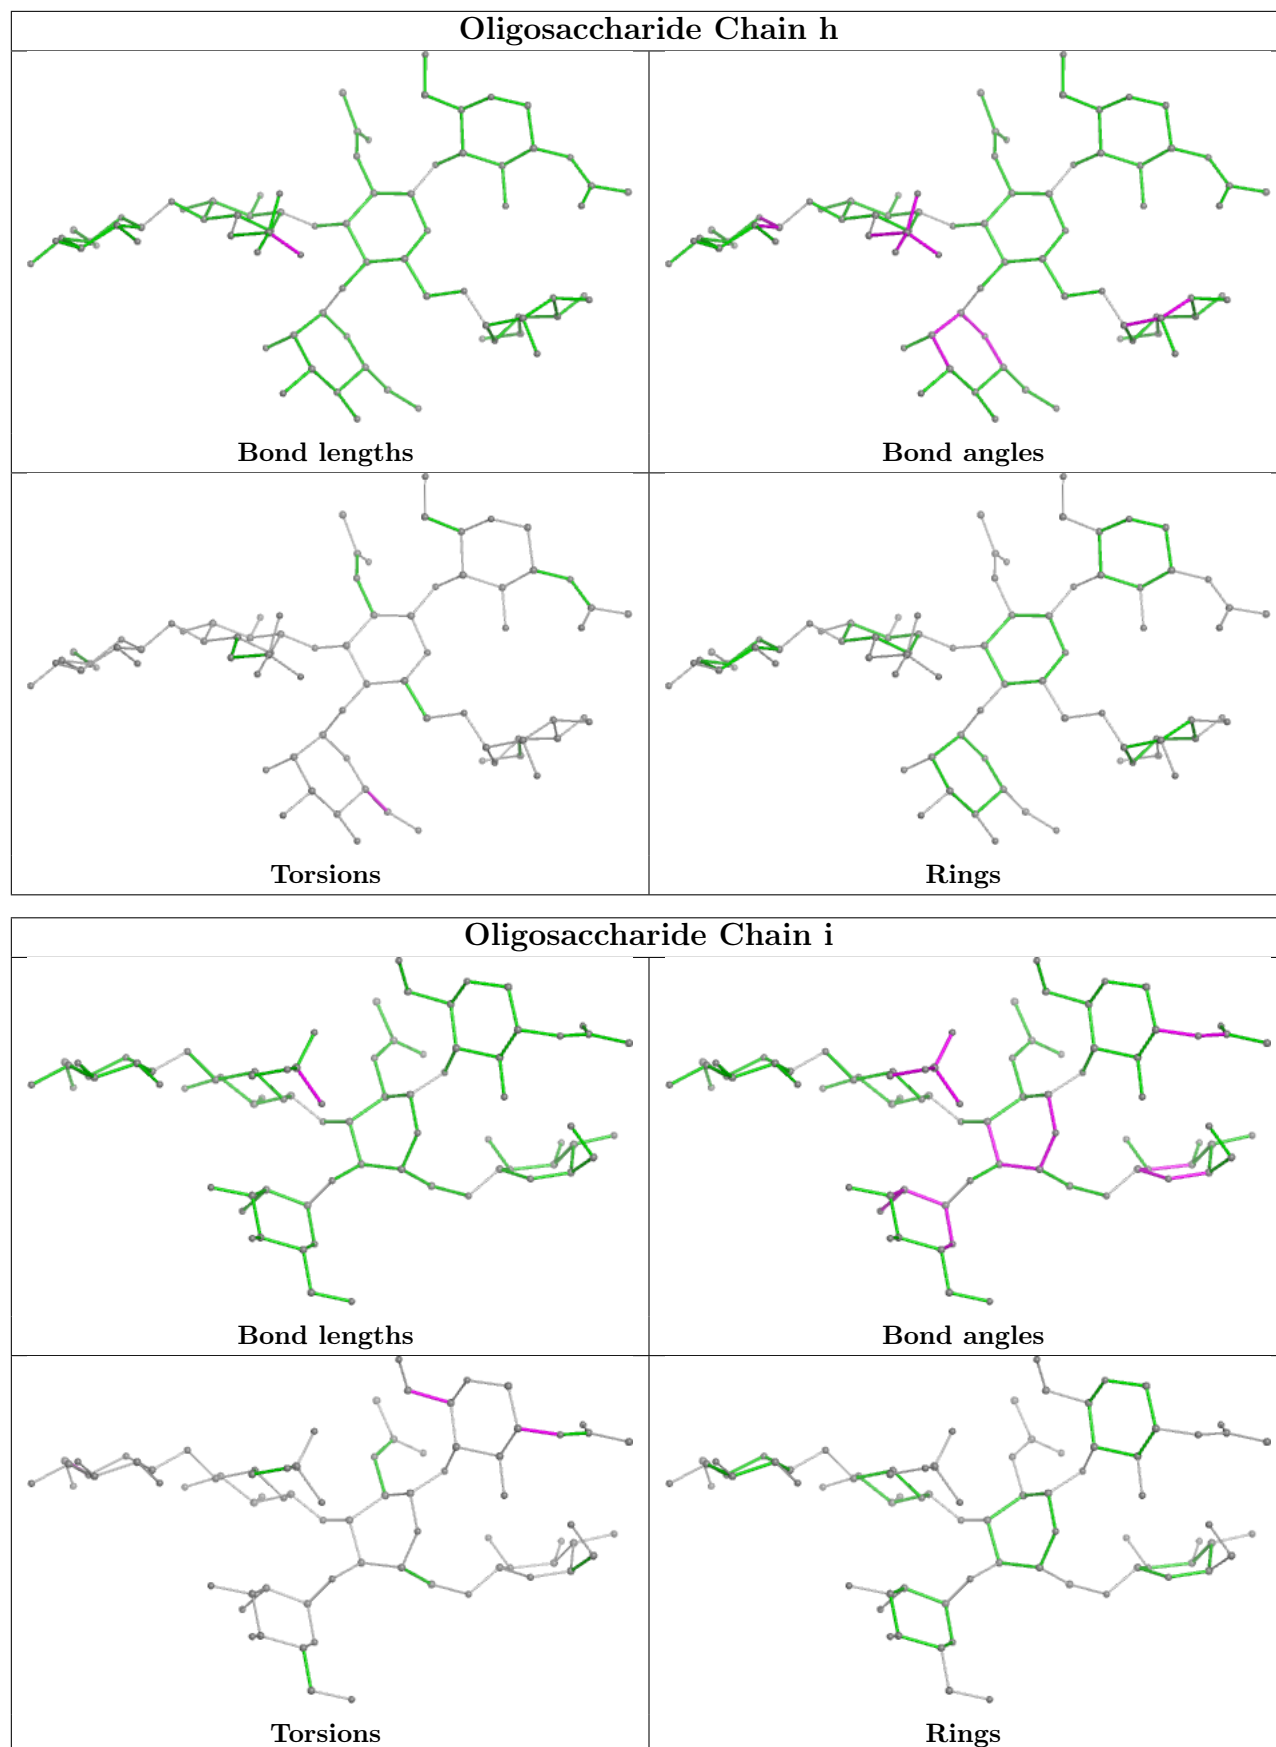 Oligosaccharide Chain h
Bond lengths
Bond angles
Torsions
Rings
Oligosaccharide Chain i
Bond lengths
Bond angles
Torsions
Rings